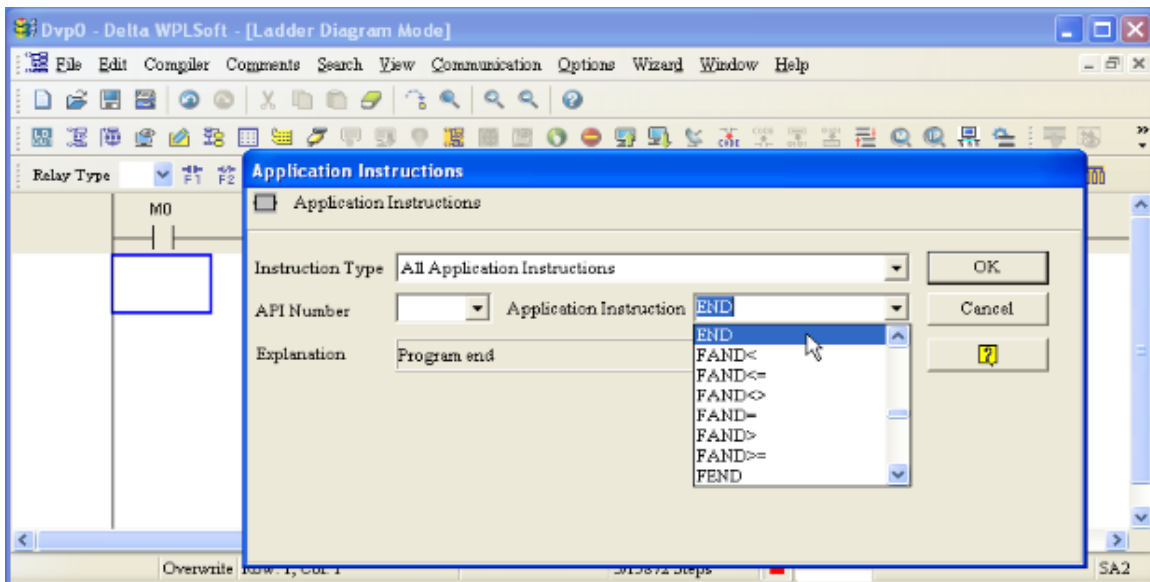 Dvp0 - Delta WPLSoft - [Ladder Diagram Mode]
File Edit Compiler Comments Search View Communication Options Wizard Window Help
Relay Type F1 F2
M0
Application Instructions
Application Instructions
Instruction Type All Application Instructions OK
API Number Application Instruction END Cancel
Explanation Program end
END
FAND<
FAND<=
FAND<>
FAND=
FAND>
FAND>=
FEND
Overwrite SA2